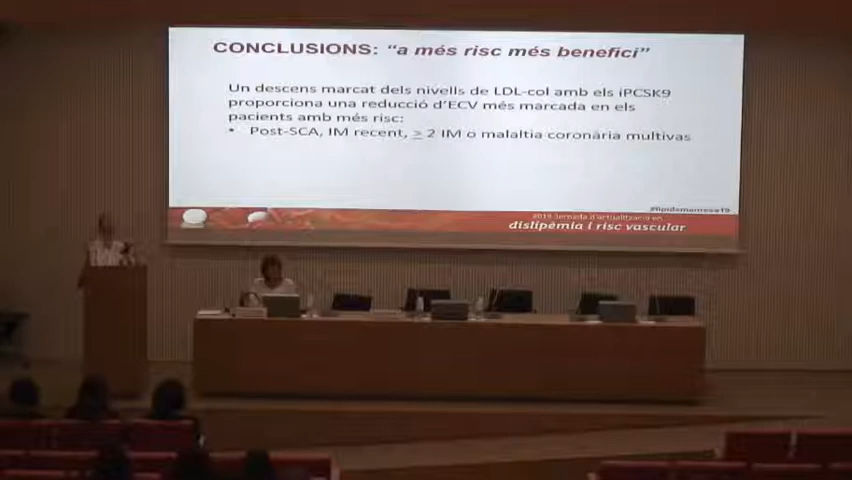 CONCLUSIONS: “a més risc més benefici”
Un descens marcat dels nivells de LDL-col amb els iPCSK9
proporciona una reducció d’ECV més marcada en els
pacients amb més risc:
• Post-SCA, IM recent, ≥ 2 IM o malaltia coronària multivas
2019 Jornada d'actualització en
dislipèmia i risc vascular